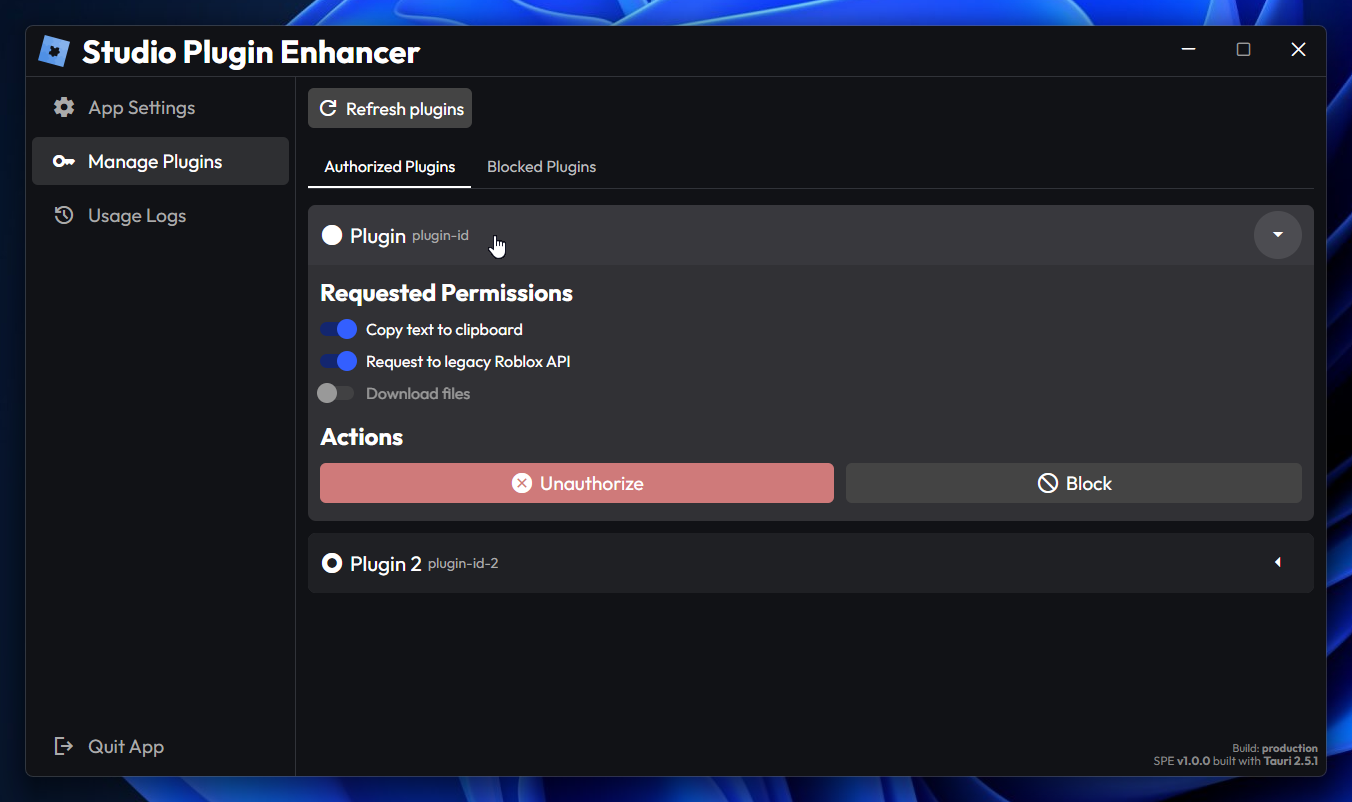 Studio Plugin Enhancer
App Settings
Manage Plugins
Usage Logs
Quit App
Refresh plugins
Authorized Plugins Blocked Plugins
Plugin plugin-id
Requested Permissions
Copy text to clipboard
Request to legacy Roblox API
Download files
Actions
Unauthorize Block
Plugin 2 plugin-id-2
Build: production
SPE v1.0.0 built with Tauri 2.5.1